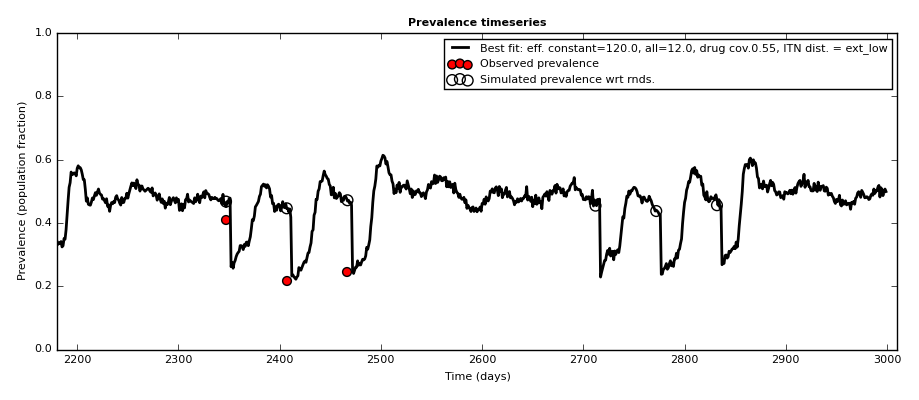 Prevalence timeseries
Best fit: eff. constant=120.0, all=12.0, drug cov.0.55, ITN dist. = ext_low
Observed prevalence
Simulated prevalence wrt rnds.
Prevalence (population fraction)
1.0
0.8
0.6
0.4
0.2
0.0
2200 2300 2400 2500 2600 2700 2800 2900 3000
Time (days)